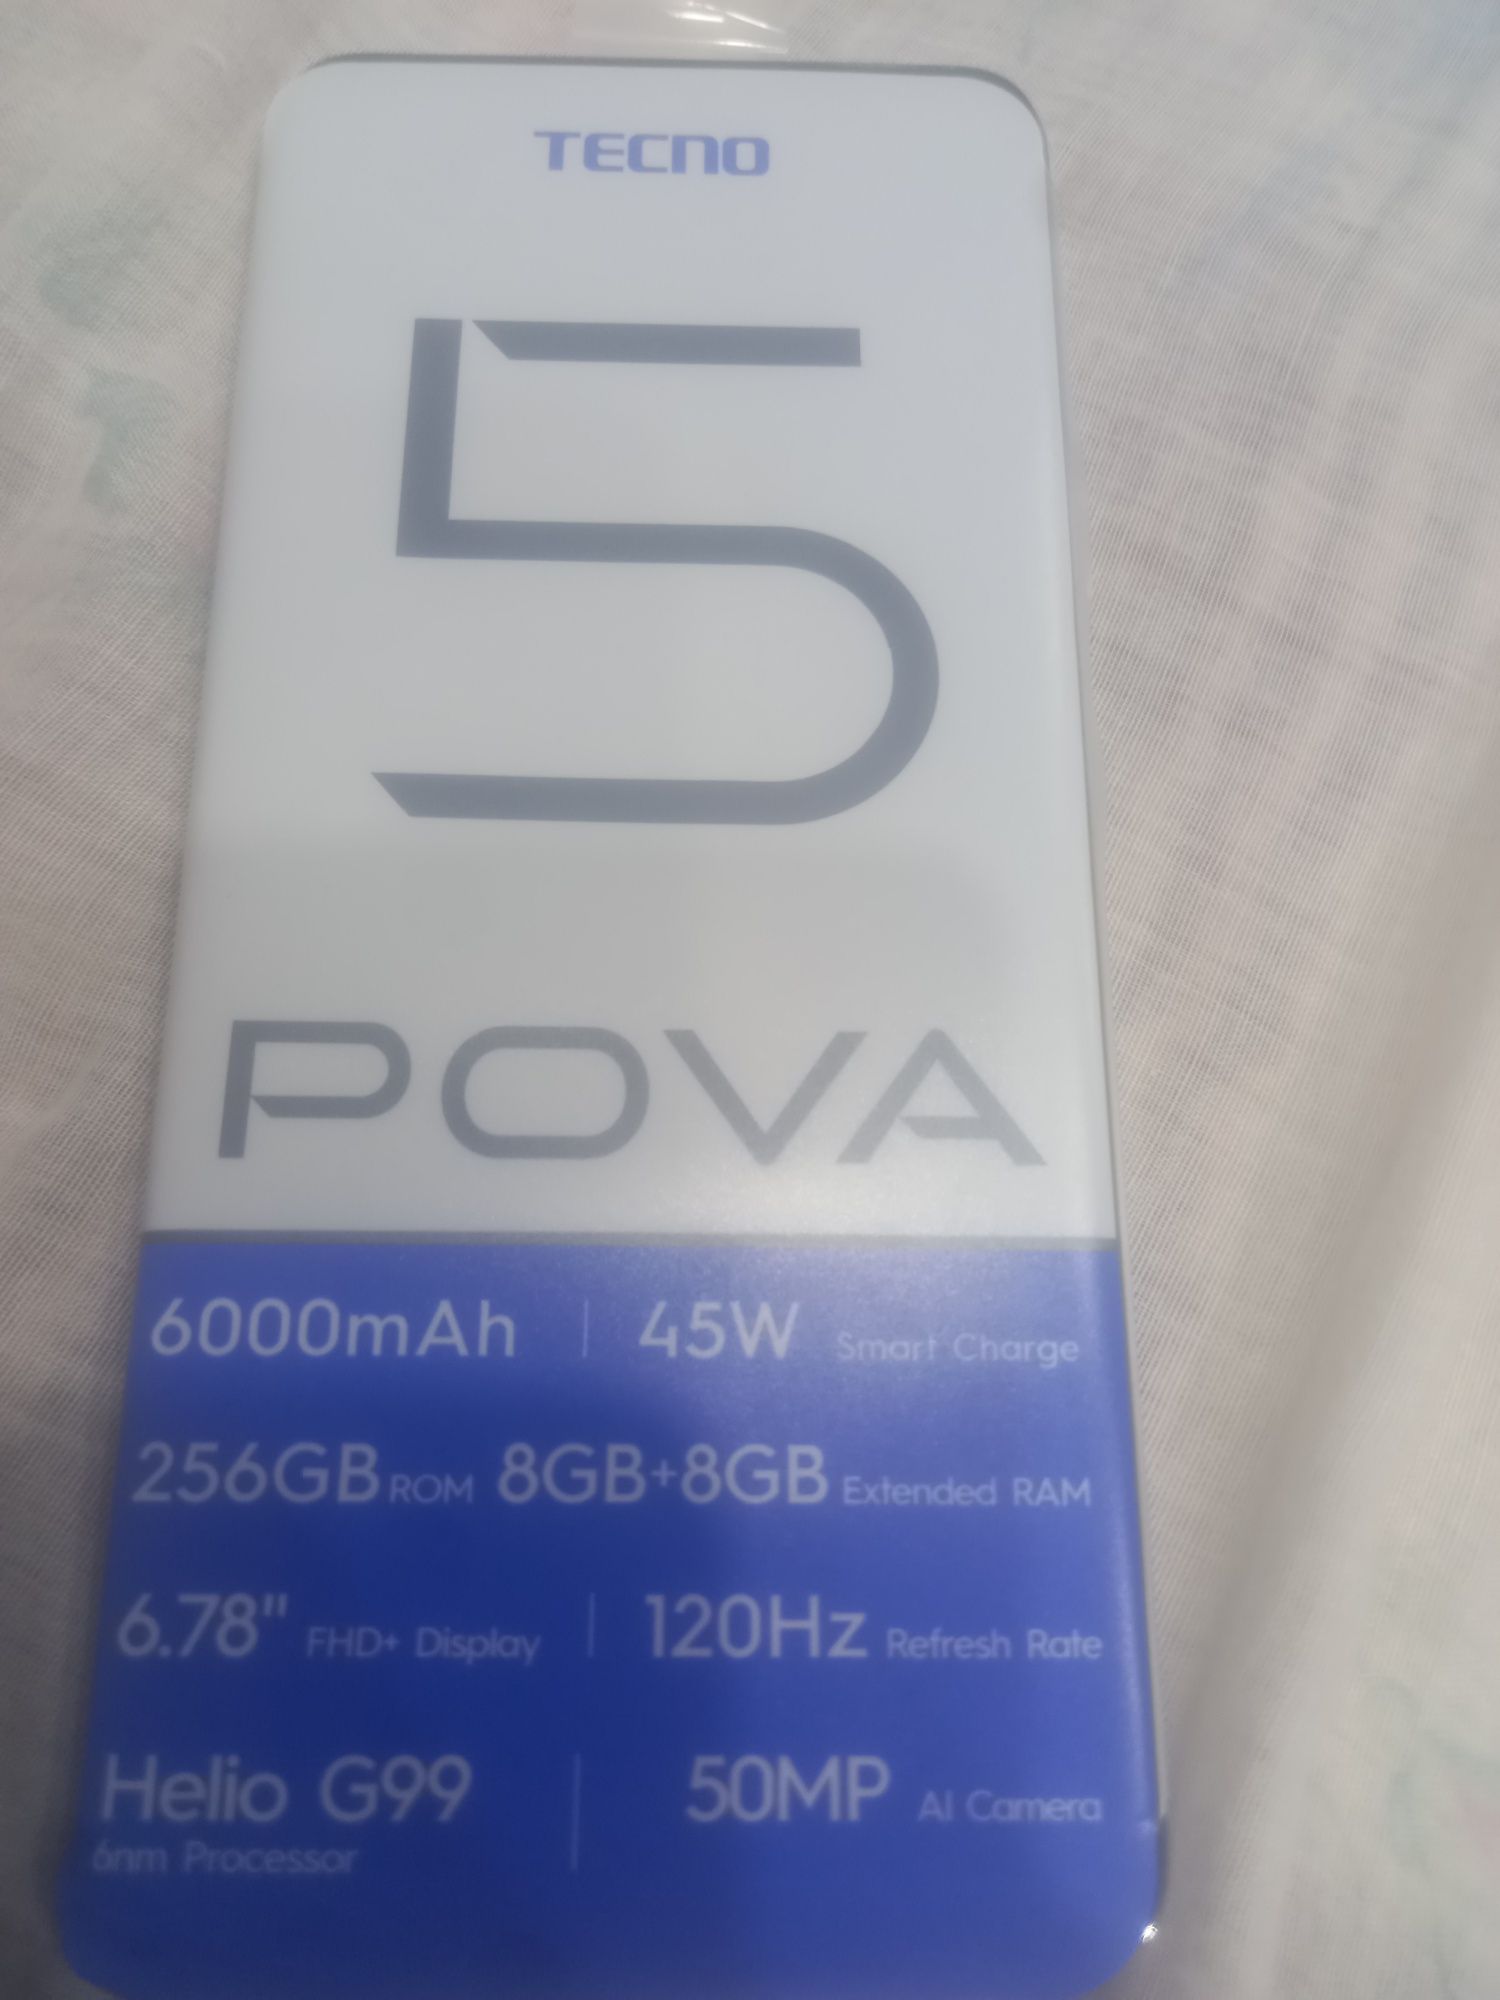 TECNO
5
POVA
6000mAh | 45W Smart Charge
256GB ROM 8GB+8GB Extended RAM
6.78" FHD+ Display | 120Hz Refresh Rate
Helio G99 | 50MP AI Camera
6nm Processor